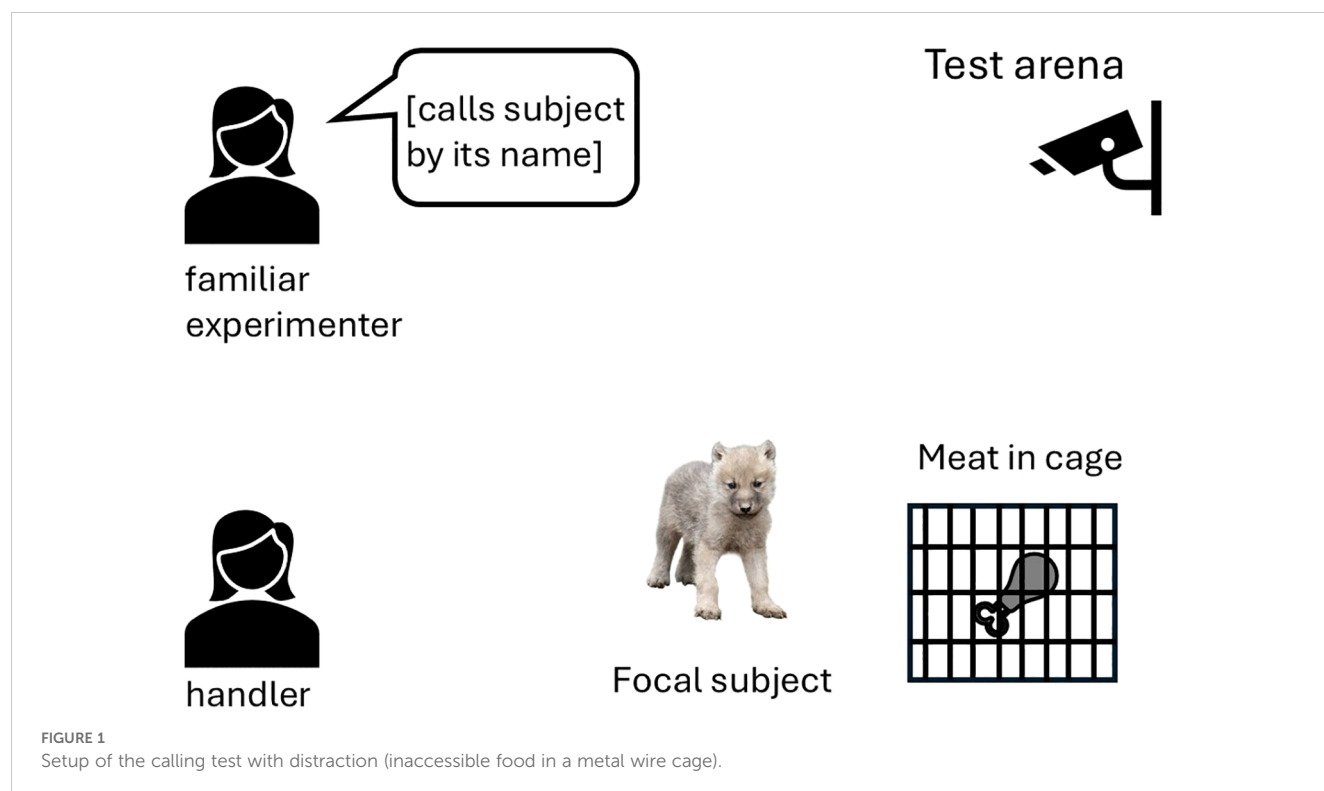 Test arena
[calls subject
by its name]
familiar
experimenter
Meat in cage
Focal subject
handler
FIGURE 1
Setup of the calling test with distraction (inaccessible food in a metal wire cage).